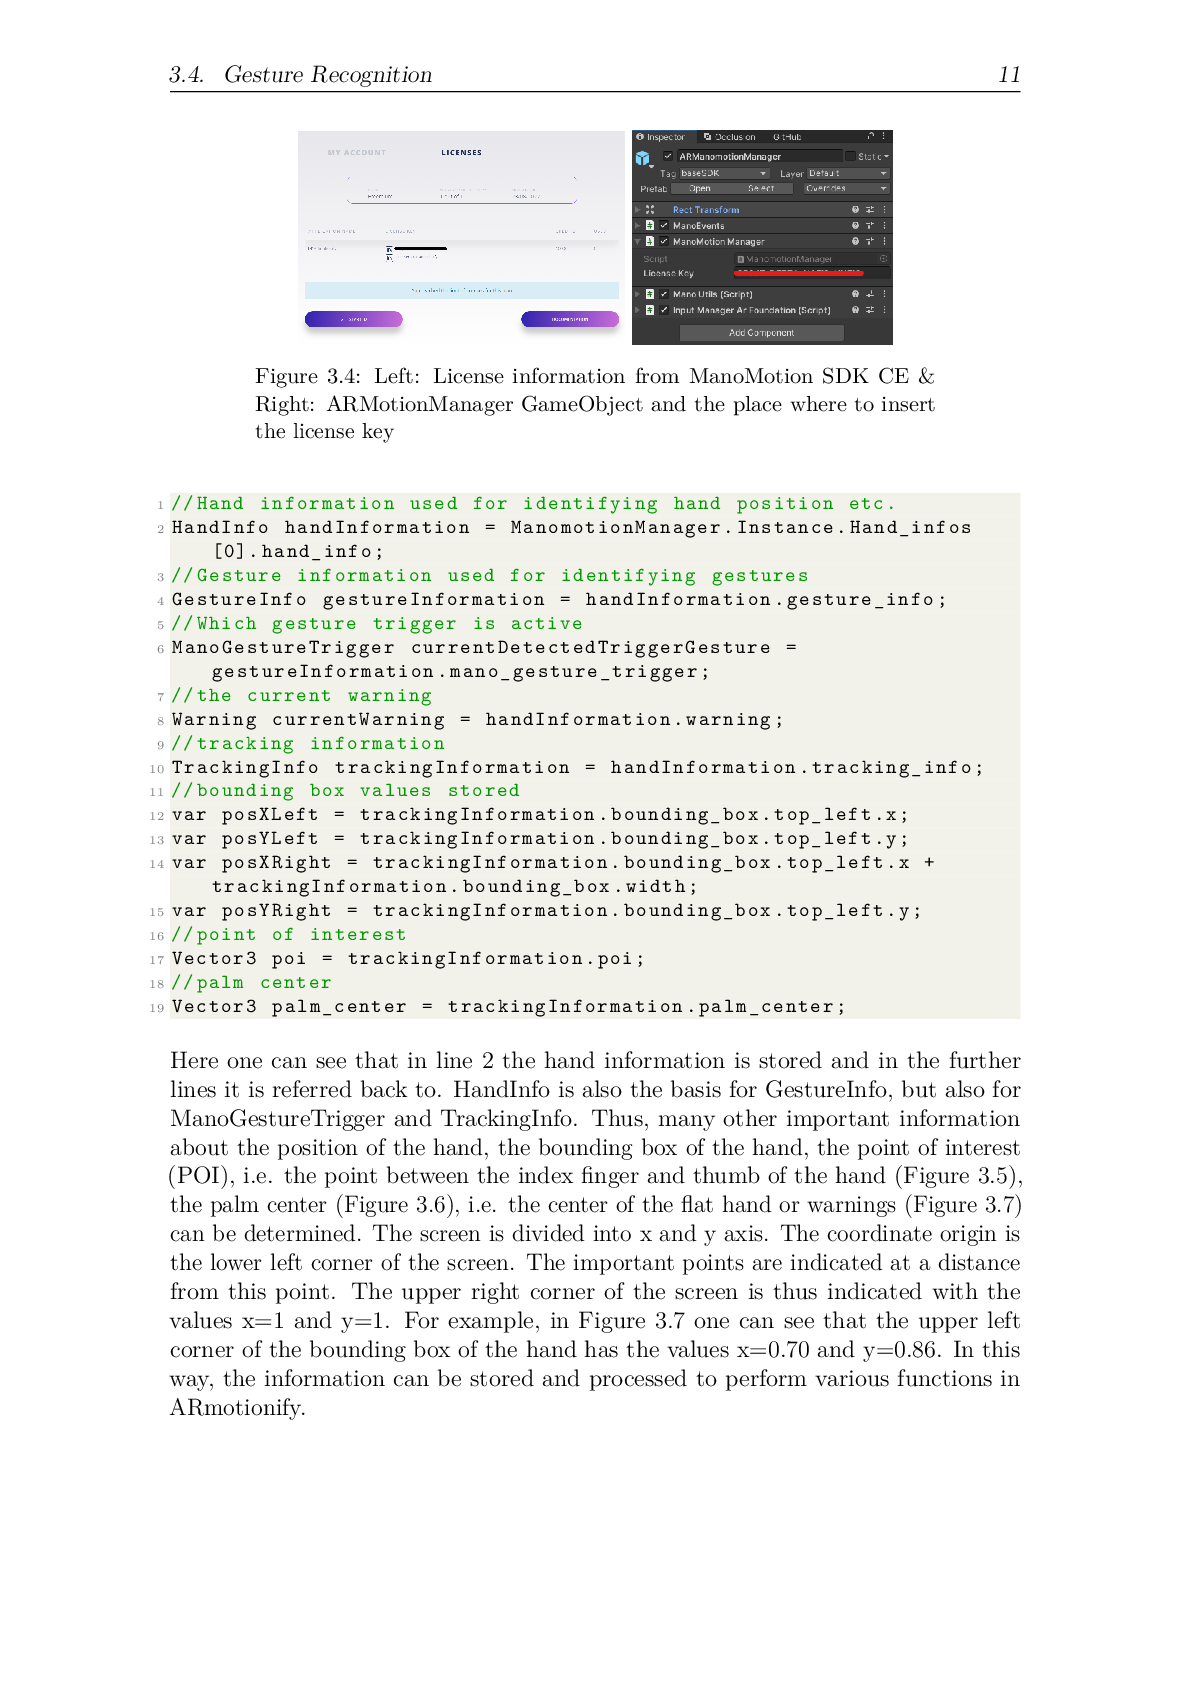 3.4. Gesture Recognition 11
MY ACCOUNT LICENSES
Inspector Occlusion GitHub
ARManomotionManager Static
Tag baseSDK Layer Default
Prefab Open Select Overrides
Rect Transform
ManoEvents
ManoMotion Manager
Script ManomotionManager
License Key
Mano Utils (Script)
Input Manager Ar Foundation (Script)
Add Component
DOCUMENTATION
Figure 3.4: Left: License information from ManoMotion SDK CE &
Right: ARMotionManager GameObject and the place where to insert
the license key
1 //Hand information used for identifying hand position etc.
2 HandInfo handInformation = ManomotionManager.Instance.Hand_infos
[0].hand_info;
3 //Gesture information used for identifying gestures
4 GestureInfo gestureInformation = handInformation.gesture_info;
5 //Which gesture trigger is active
6 ManoGestureTrigger currentDetectedTriggerGesture =
gestureInformation.mano_gesture_trigger;
7 //the current warning
8 Warning currentWarning = handInformation.warning;
9 //tracking information
10 TrackingInfo trackingInformation = handInformation.tracking_info;
11 //bounding box values stored
12 var posXLeft = trackingInformation.bounding_box.top_left.x;
13 var posYLeft = trackingInformation.bounding_box.top_left.y;
14 var posXRight = trackingInformation.bounding_box.top_left.x +
trackingInformation.bounding_box.width;
15 var posYRight = trackingInformation.bounding_box.top_left.y;
16 //point of interest
17 Vector3 poi = trackingInformation.poi;
18 //palm center
19 Vector3 palm_center = trackingInformation.palm_center;
Here one can see that in line 2 the hand information is stored and in the further
lines it is referred back to. HandInfo is also the basis for GestureInfo, but also for
ManoGestureTrigger and TrackingInfo. Thus, many other important information
about the position of the hand, the bounding box of the hand, the point of interest
(POI), i.e. the point between the index finger and thumb of the hand (Figure 3.5),
the palm center (Figure 3.6), i.e. the center of the flat hand or warnings (Figure 3.7)
can be determined. The screen is divided into x and y axis. The coordinate origin is
the lower left corner of the screen. The important points are indicated at a distance
from this point. The upper right corner of the screen is thus indicated with the
values x=1 and y=1. For example, in Figure 3.7 one can see that the upper left
corner of the bounding box of the hand has the values x=0.70 and y=0.86. In this
way, the information can be stored and processed to perform various functions in
ARmotionify.